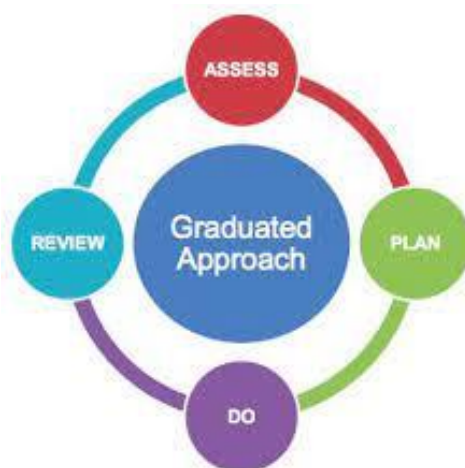 ASSESS
Graduated
Approach
PLAN
DO
REVIEW